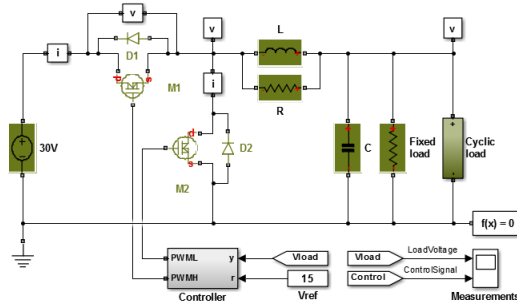 v
v
v
L
D1
i
d
s
M1
i
R
30V
d
s
D2
M2
C
Fixed
load
Cyclic
load
f(x) = 0
PWML
y
Vload
Vload
LoadVoltage
PWMH
r
15
Control
ControlSignal
Controller
Vref
Measurements